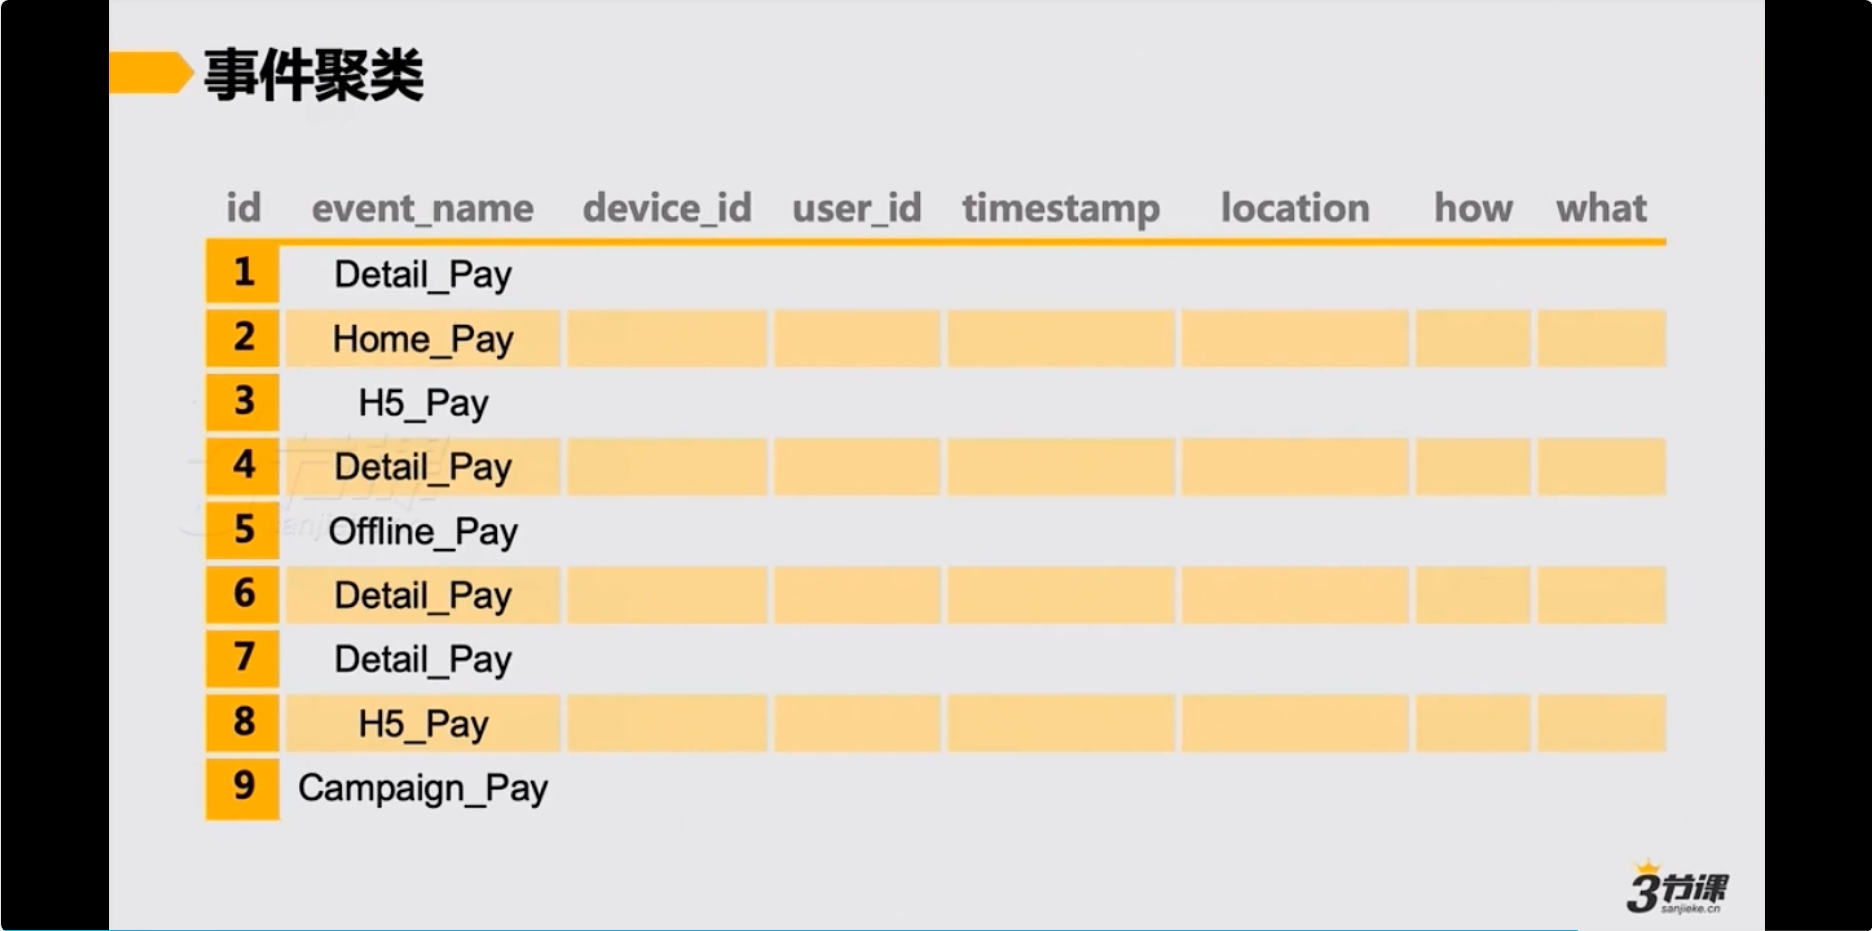 事件聚类
id event_name device_id user_id timestamp location how what
1 Detail_Pay
2 Home_Pay
3 H5_Pay
4 Detail_Pay
5 Offline_Pay
6 Detail_Pay
7 Detail_Pay
8 H5_Pay
9 Campaign_Pay
3节课
sanjieke.cn